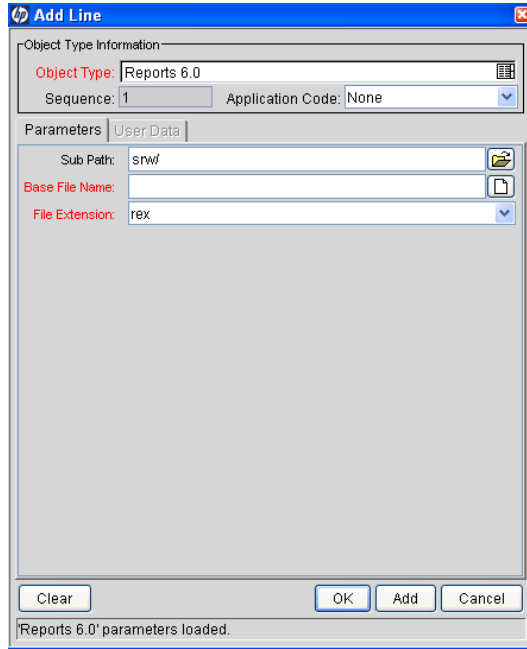 hp Add Line
Object Type Information
Object Type: Reports 6.0
Sequence: 1 Application Code: None
Parameters User Data
Sub Path: srw/
Base File Name:
File Extension: rex
Clear OK Add Cancel
'Reports 6.0' parameters loaded.